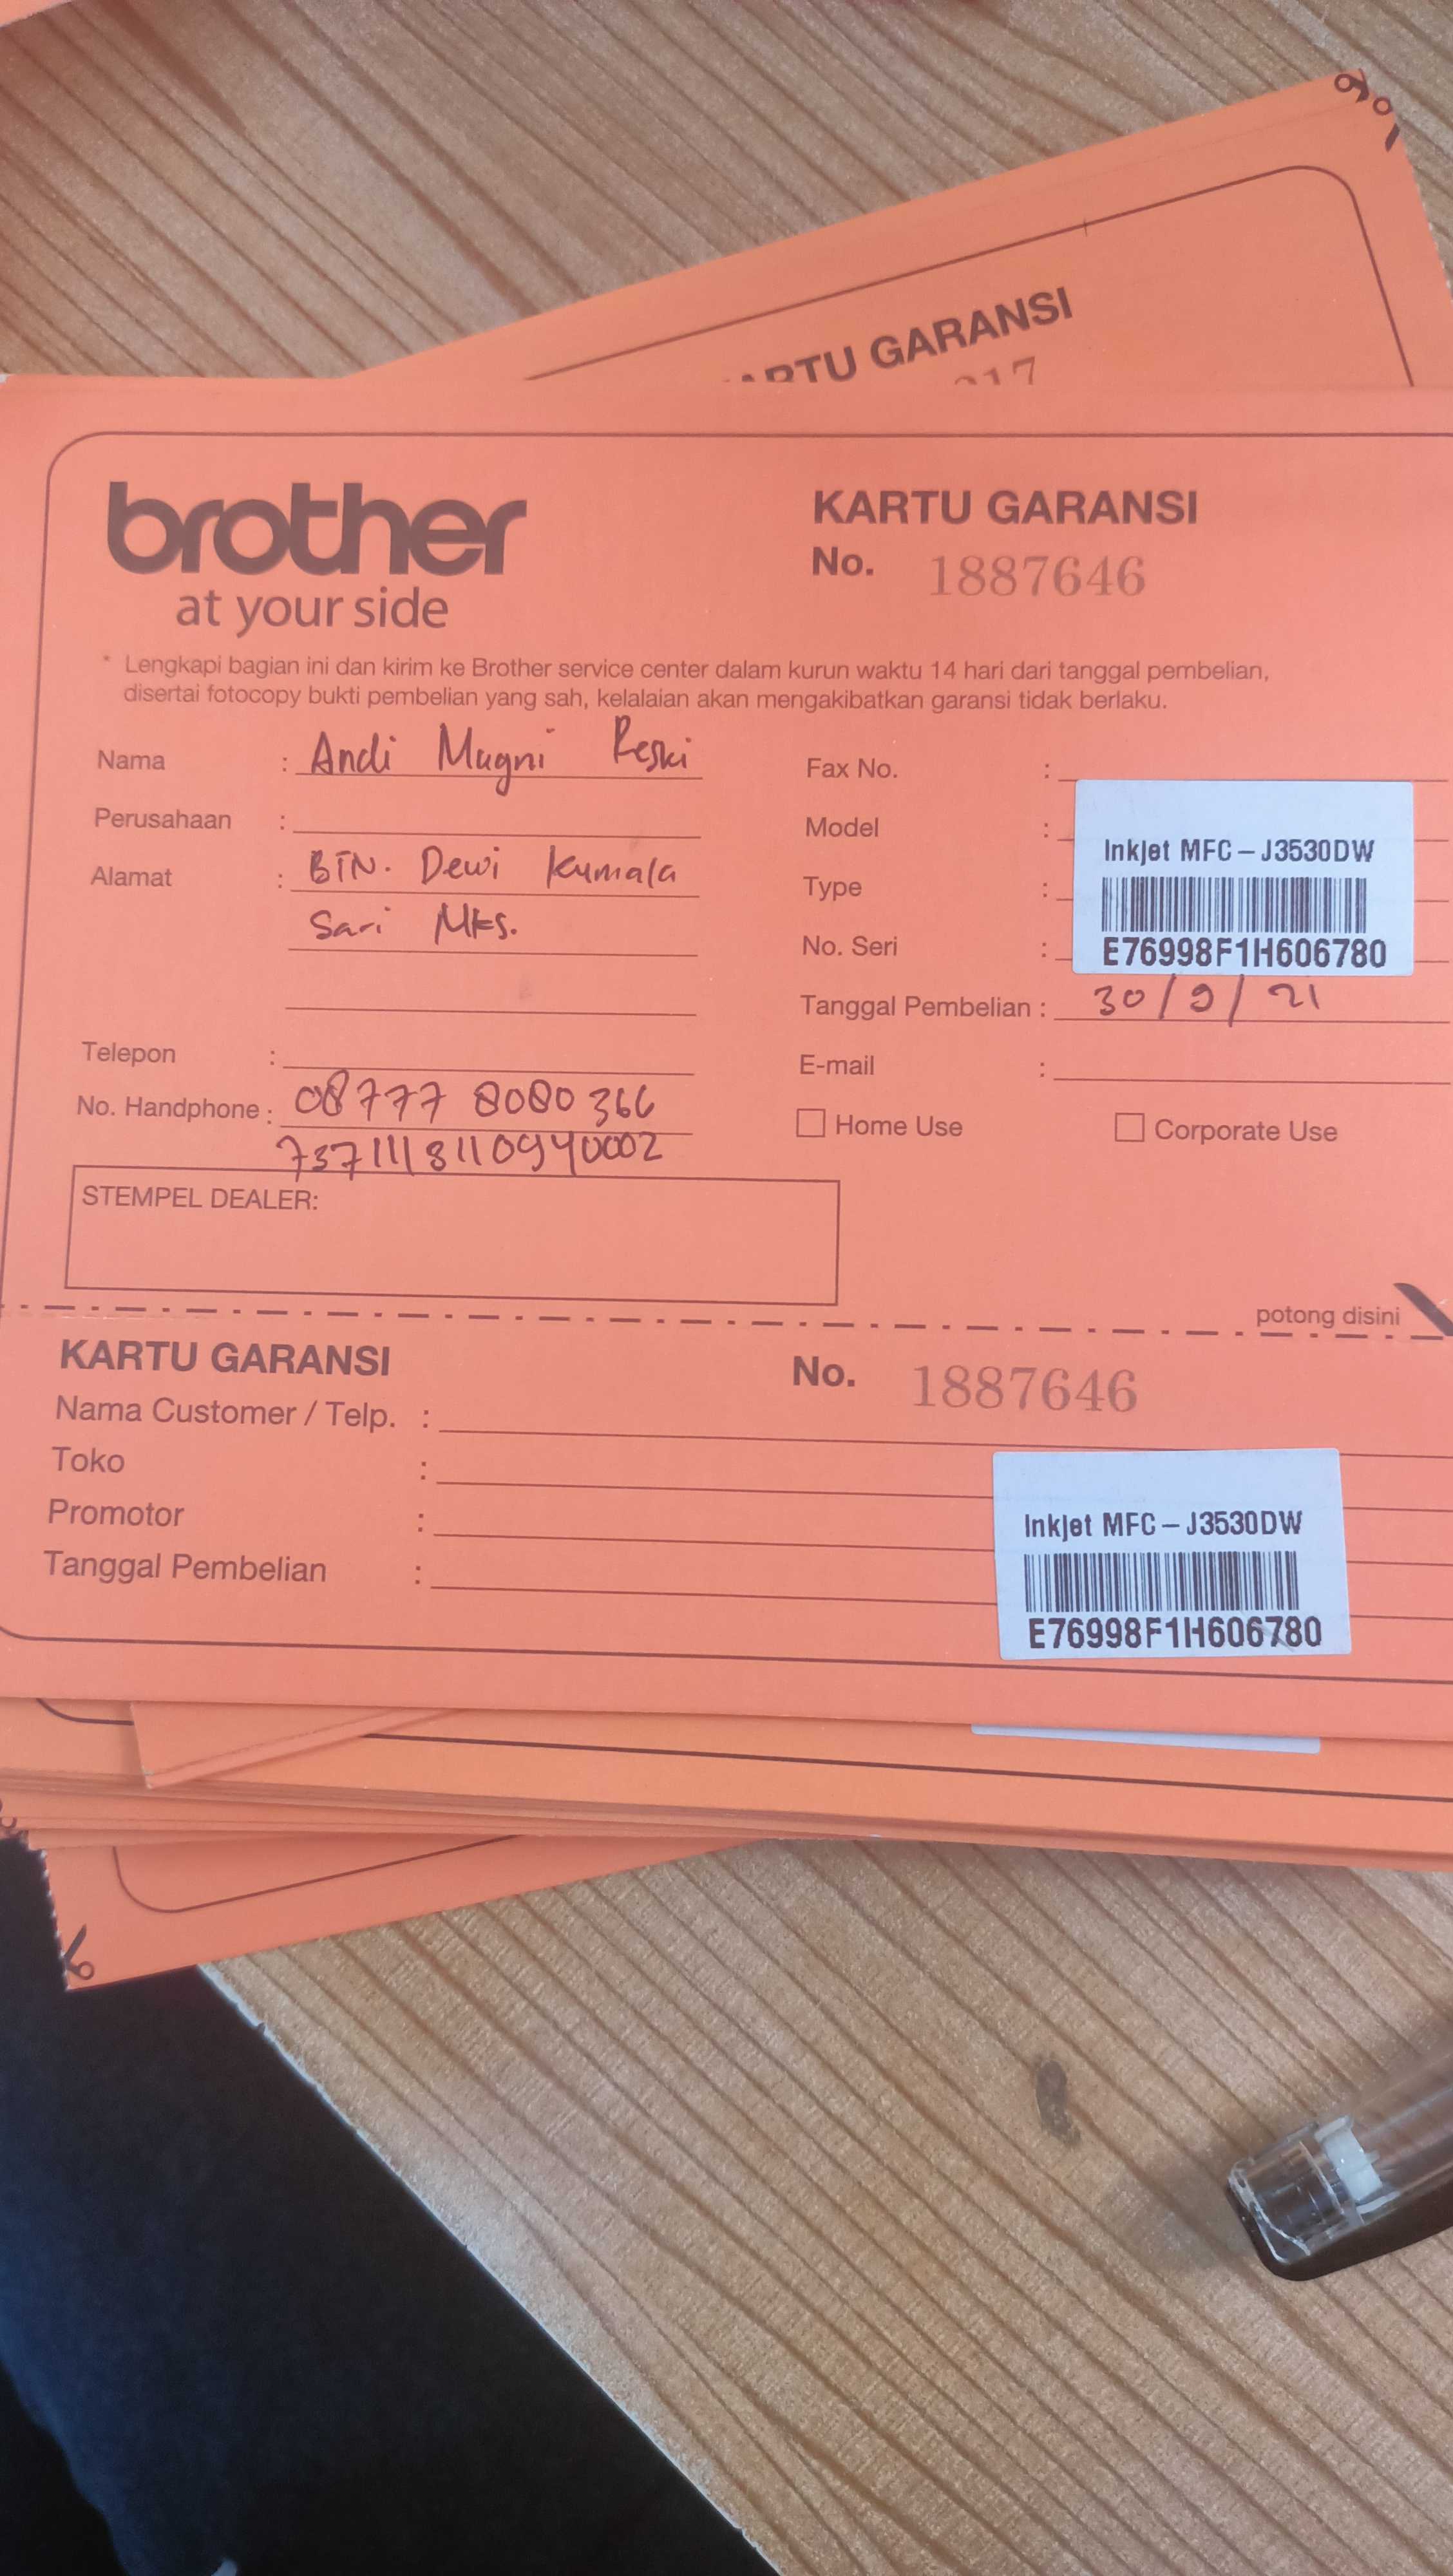 KARTU GARANSI
brother
at your side
KARTU GARANSI
No. 1887646
* Lengkapi bagian ini dan kirim ke Brother service center dalam kurun waktu 14 hari dari tanggal pembelian,
disertai fotocopy bukti pembelian yang sah, kelalaian akan mengakibatkan garansi tidak berlaku.
Nama : Andi Mugni Reski
Perusahaan :
Alamat : BTN. Dewi Kumala
Sari Mks.
Telepon :
No. Handphone : 08777 8080 366
7371118110940002
Fax No. :
Model :
Type :
No. Seri :
Inkjet MFC-J3530DW
E76998F1H606780
Tanggal Pembelian : 30/9/21
E-mail :
Home Use
Corporate Use
STEMPEL DEALER:
potong disini
KARTU GARANSI
No. 1887646
Nama Customer / Telp. :
Toko :
Promotor :
Tanggal Pembelian :
Inkjet MFC-J3530DW
E76998F1H606780